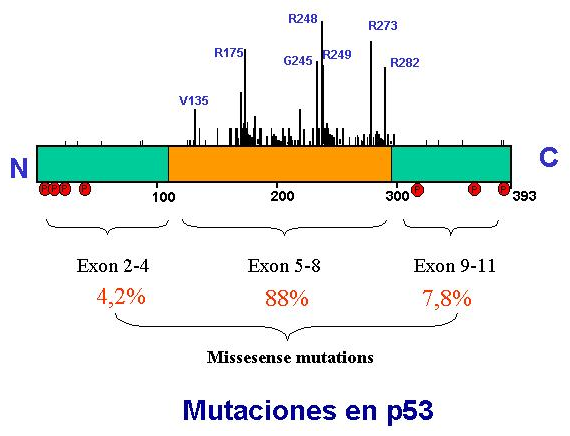 R248
R273
R175
G245
R249
R282
V135
N
C
P P P P P P P
100
200
300
393
Exon 2-4
Exon 5-8
Exon 9-11
4,2%
88%
7,8%
Missesense mutations
Mutaciones en p53